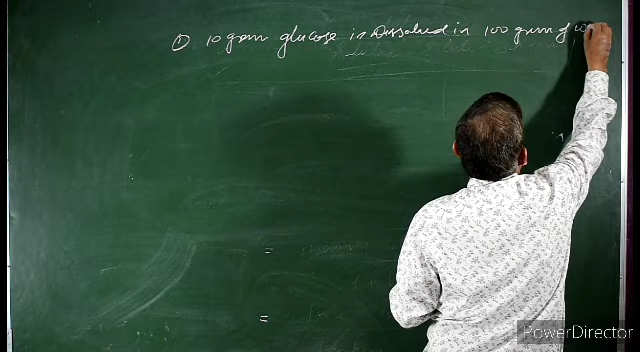 ① 10 gram glucose is dissolved in 100 gram of
PowerDirector